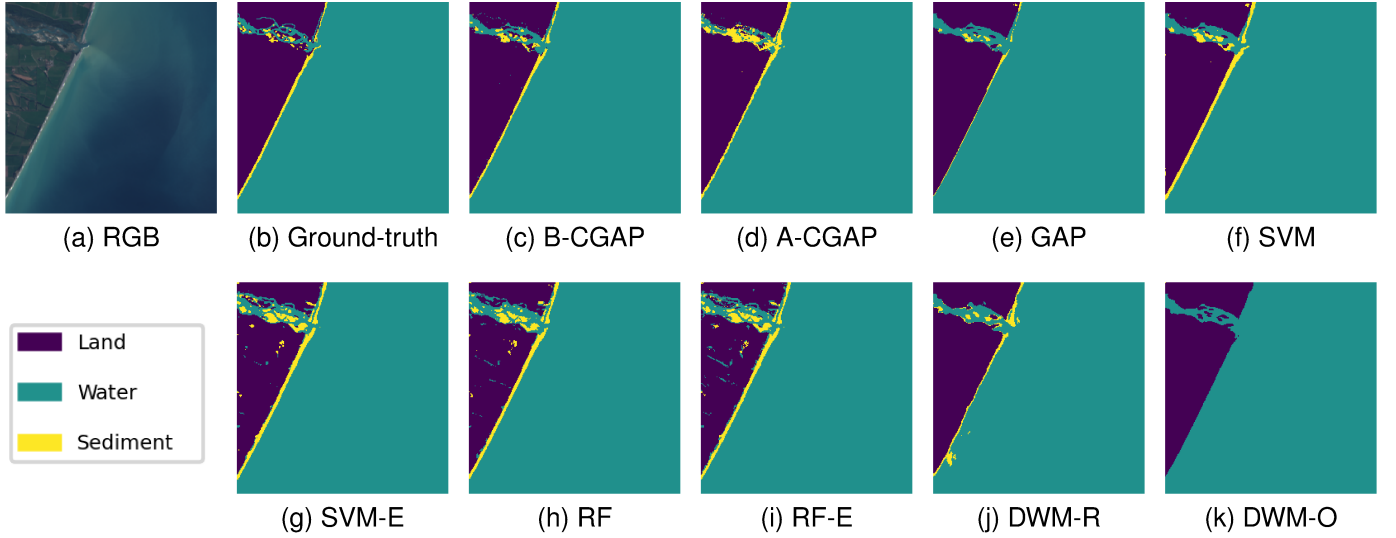 (a) RGB
(b) Ground-truth
(c) B-CGAP
(d) A-CGAP
(e) GAP
(f) SVM
Land
Water
Sediment
(g) SVM-E
(h) RF
(i) RF-E
(j) DWM-R
(k) DWM-O